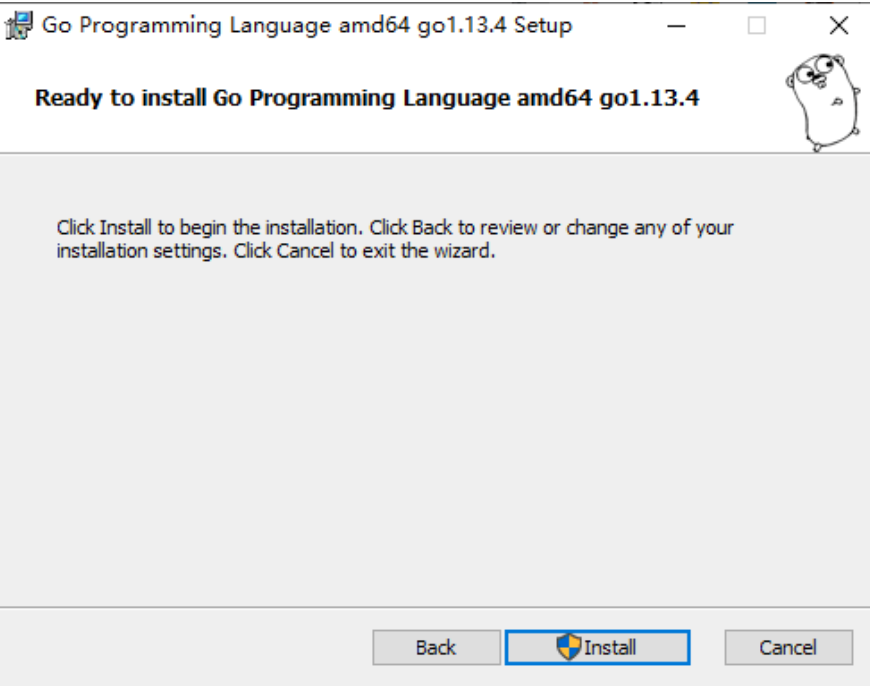 Go Programming Language amd64 go1.13.4 Setup
Ready to install Go Programming Language amd64 go1.13.4
Click Install to begin the installation. Click Back to review or change any of your
installation settings. Click Cancel to exit the wizard.
Back
Install
Cancel